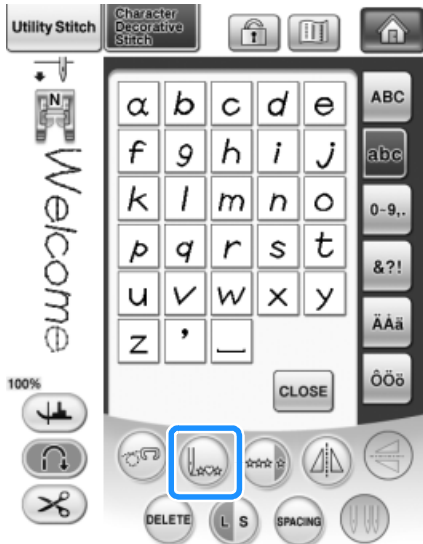 Utility Stitch
Character
Decorative
Stitch
N
Welcome
100%
a b c d e
f g h i j
k l m n o
p q r s t
u v w x y
z ' _
ABC
abc
0-9,.
&?!
ÄÅä
ÔÖö
CLOSE
DELETE
L S
SPACING